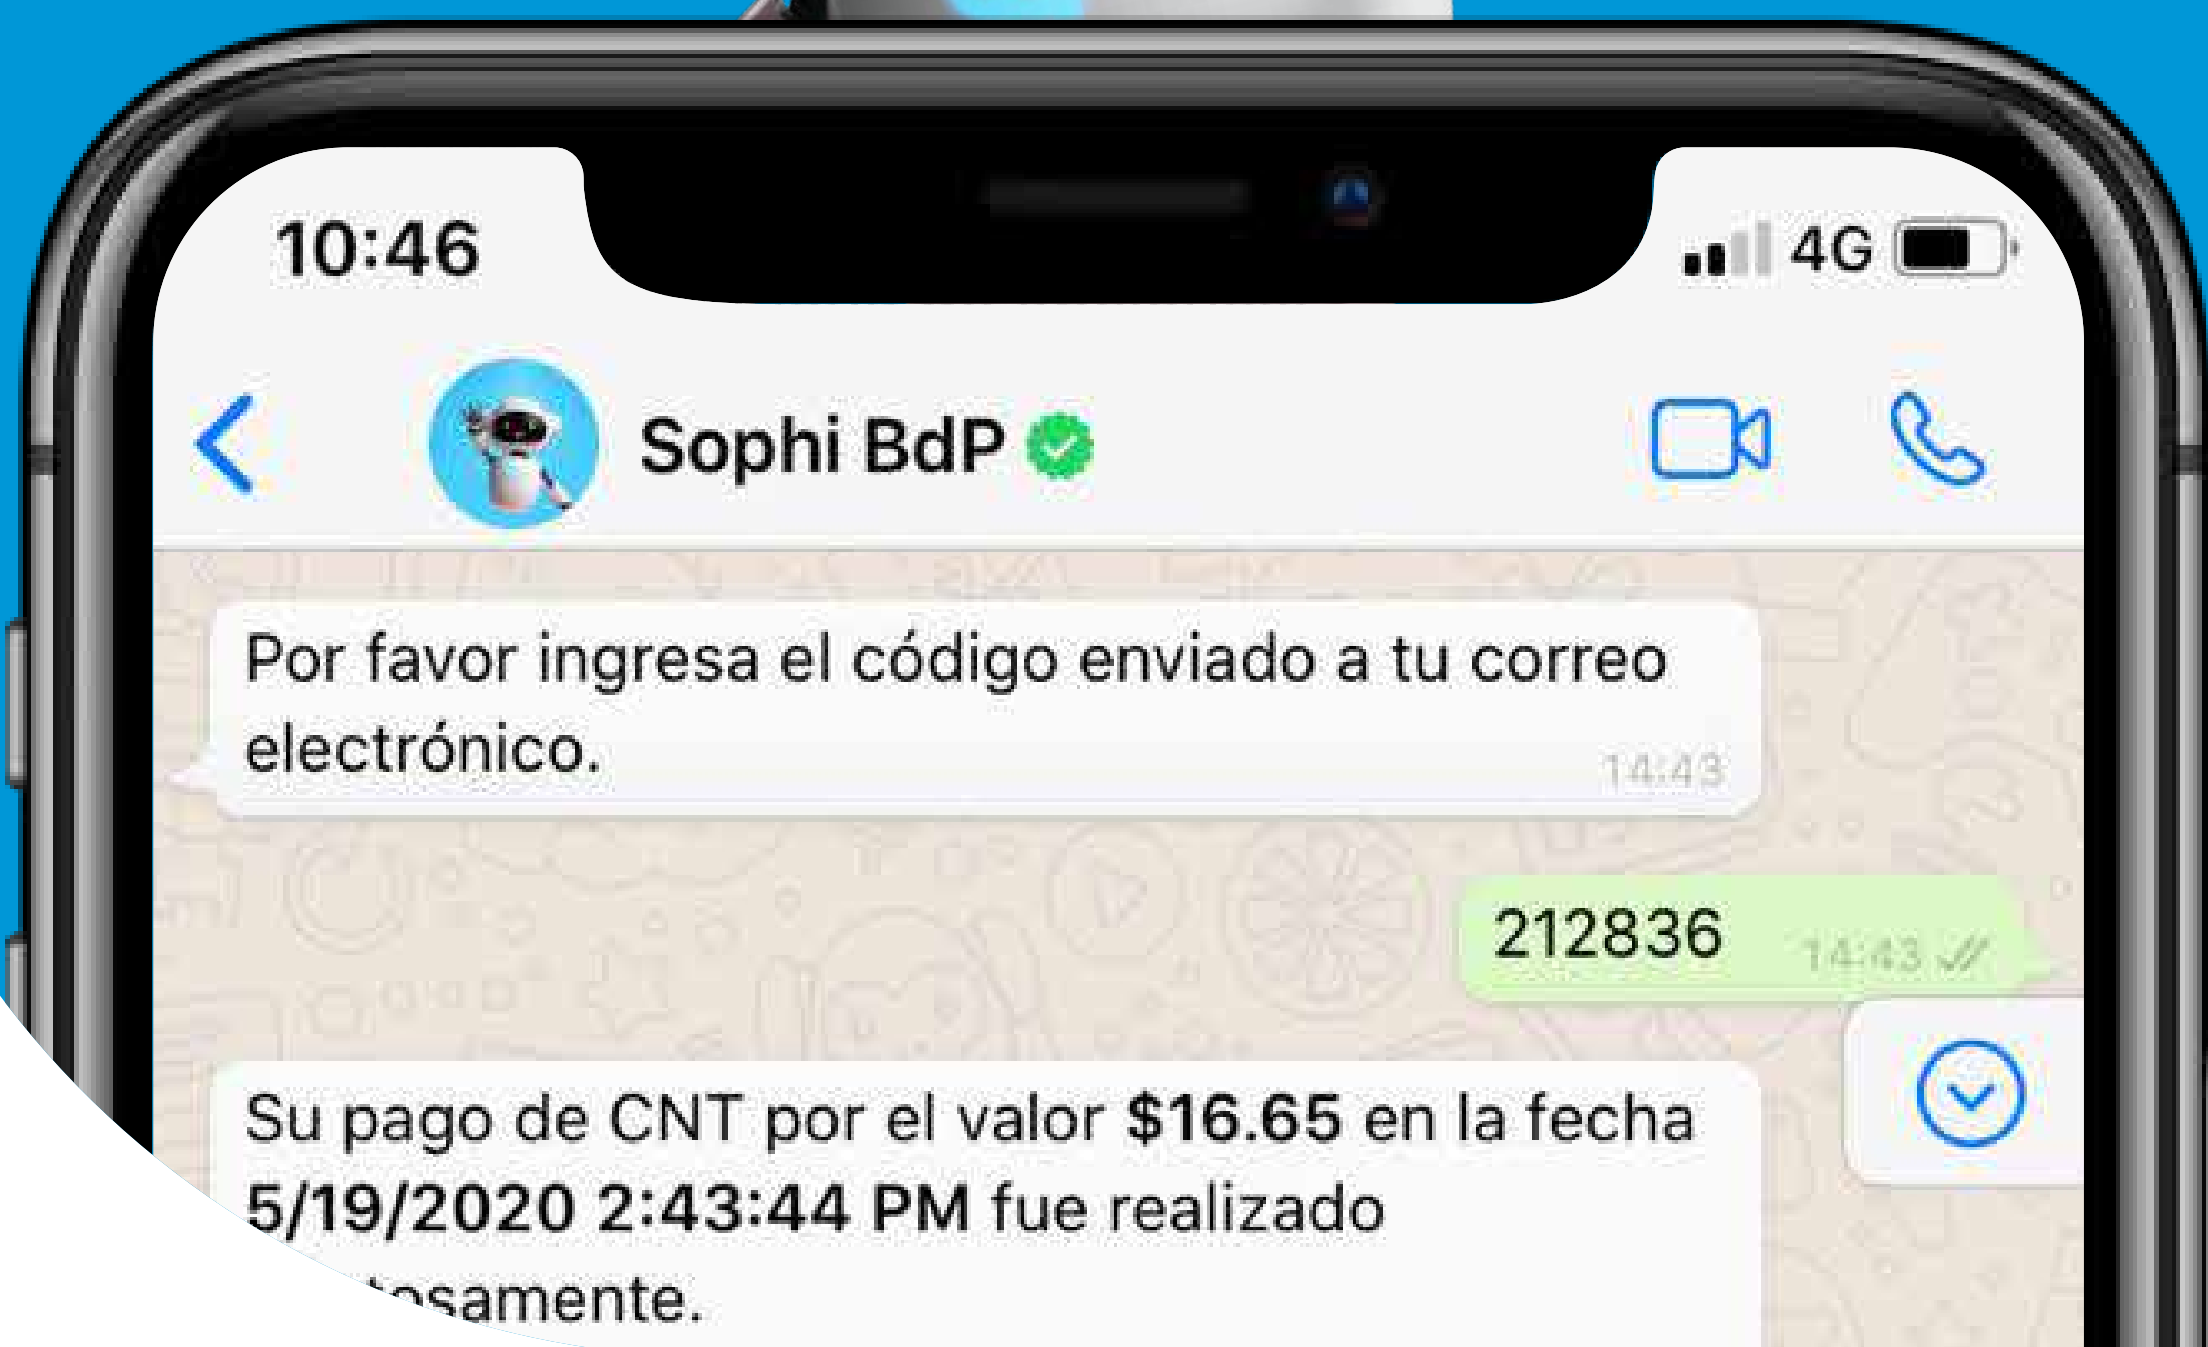 10:46
4G
Sophi BdP
Por favor ingresa el código enviado a tu correo
electrónico.
14:43
212836
14:43
Su pago de CNT por el valor $16.65 en la fecha
5/19/2020 2:43:44 PM fue realizado